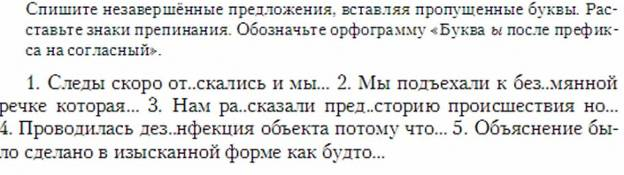 Спишите незавершённые предложения, вставляя пропущенные буквы. Рас-
ставьте знаки препинания. Обозначьте орфограмму «Буква ы после префик-
са на согласный».
1. Следы скоро от..скались и мы... 2. Мы подъехали к без..мянной
речке которая... 3. Нам ра..сказали пред..сторию происшествия но...
4. Проводилась дез..нфекция объекта потому что... 5. Объяснение бы-
ло сделано в изысканной форме как будто...